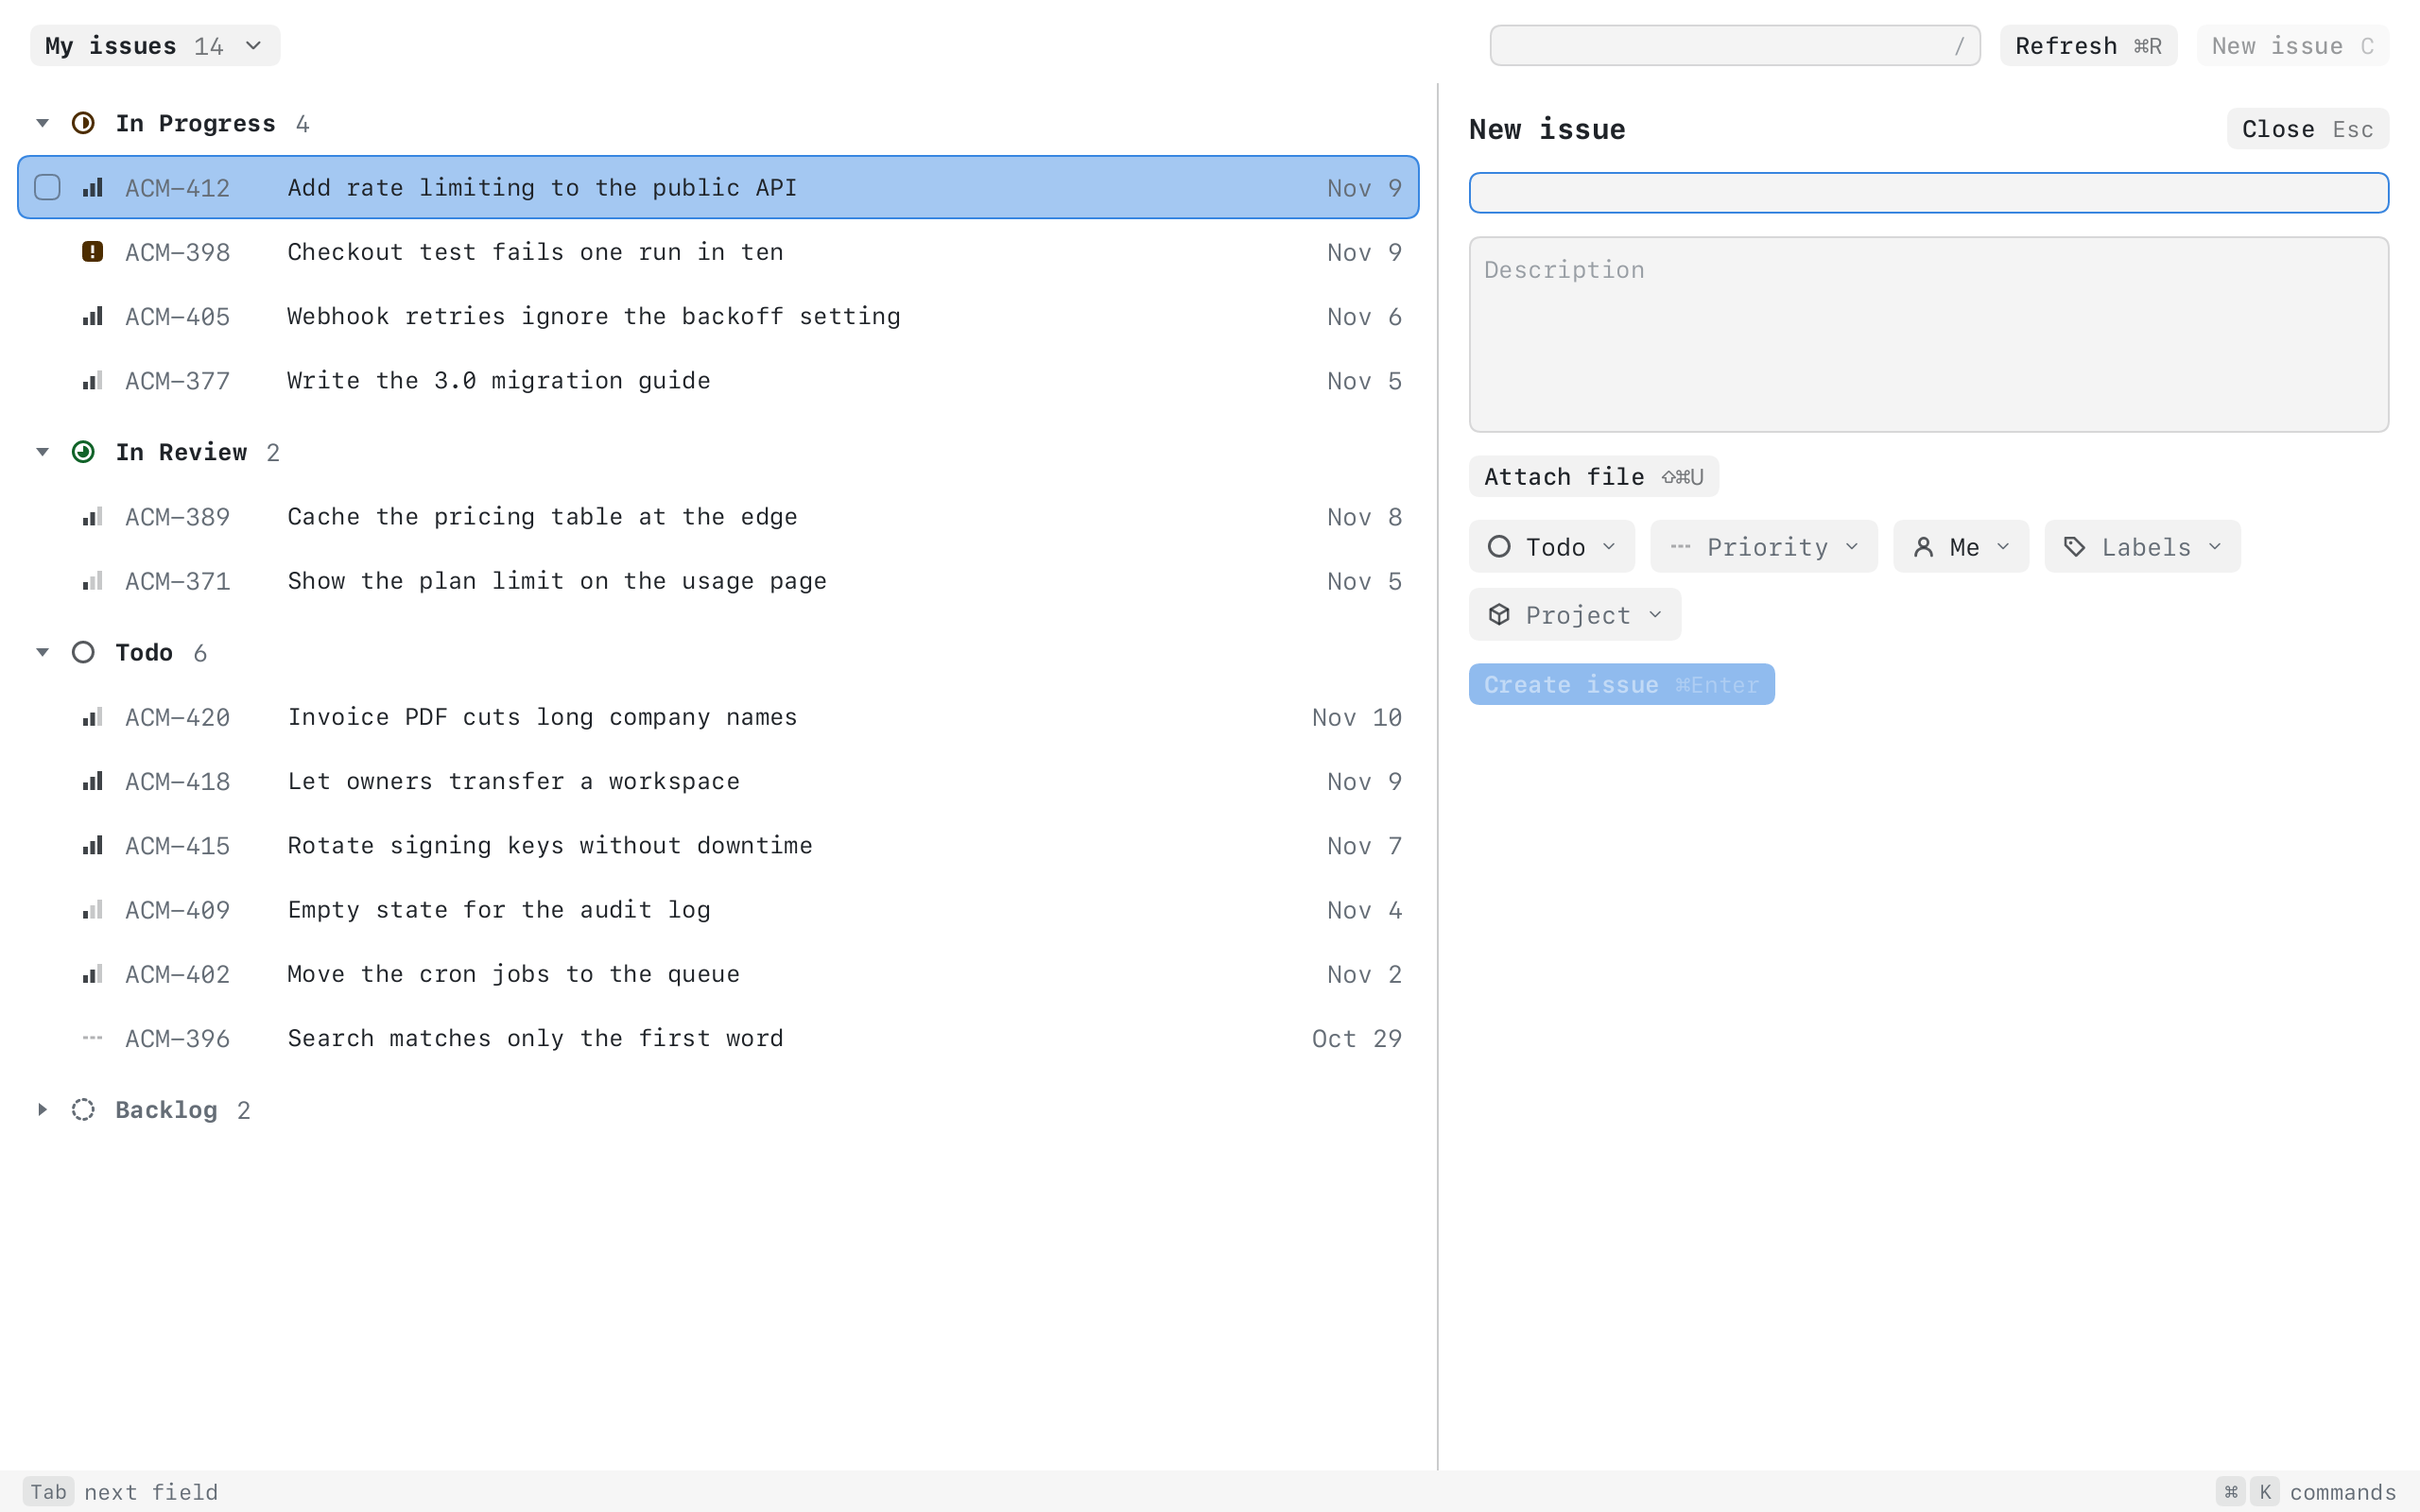 My issues 14
/
Refresh ⌘R
New issue C
In Progress 4
ACM-412 Add rate limiting to the public API Nov 9
ACM-398 Checkout test fails one run in ten Nov 9
ACM-405 Webhook retries ignore the backoff setting Nov 6
ACM-377 Write the 3.0 migration guide Nov 5
In Review 2
ACM-389 Cache the pricing table at the edge Nov 8
ACM-371 Show the plan limit on the usage page Nov 5
Todo 6
ACM-420 Invoice PDF cuts long company names Nov 10
ACM-418 Let owners transfer a workspace Nov 9
ACM-415 Rotate signing keys without downtime Nov 7
ACM-409 Empty state for the audit log Nov 4
ACM-402 Move the cron jobs to the queue Nov 2
ACM-396 Search matches only the first word Oct 29
Backlog 2
New issue
Close Esc
Description
Attach file ⇧⌘U
Todo Priority Me Labels
Project
Create issue ⌘Enter
Tab next field
⌘ K commands